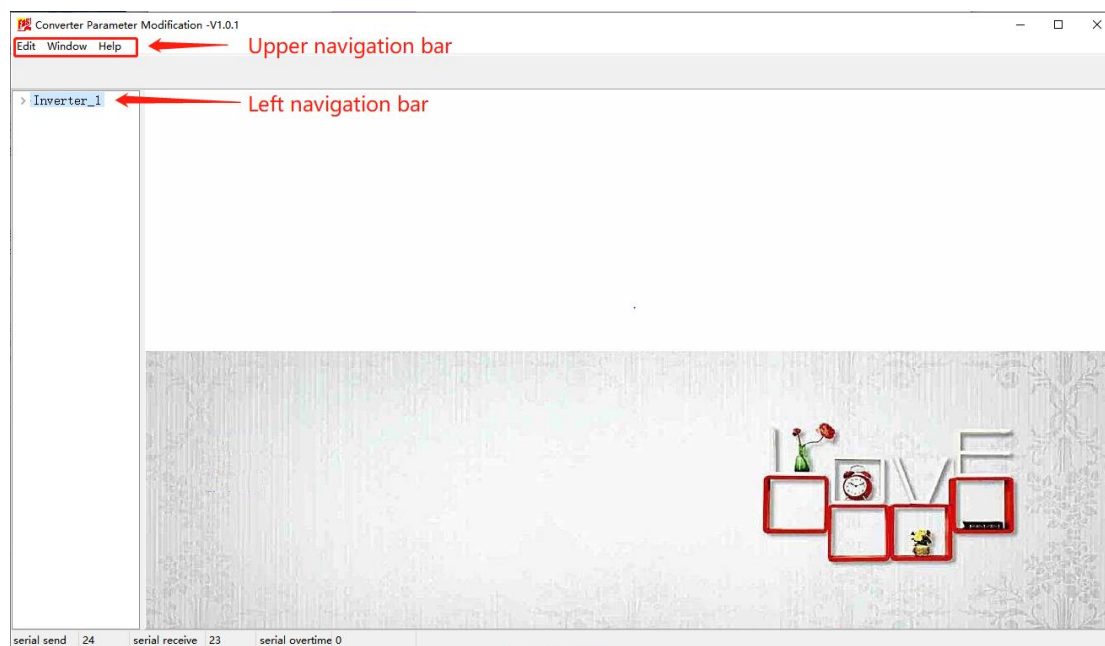 Converter Parameter Modification -V1.0.1
Edit Window Help
Upper navigation bar
> Inverter_1
Left navigation bar
LOVE
serial send 24 serial receive 23 serial overtime 0